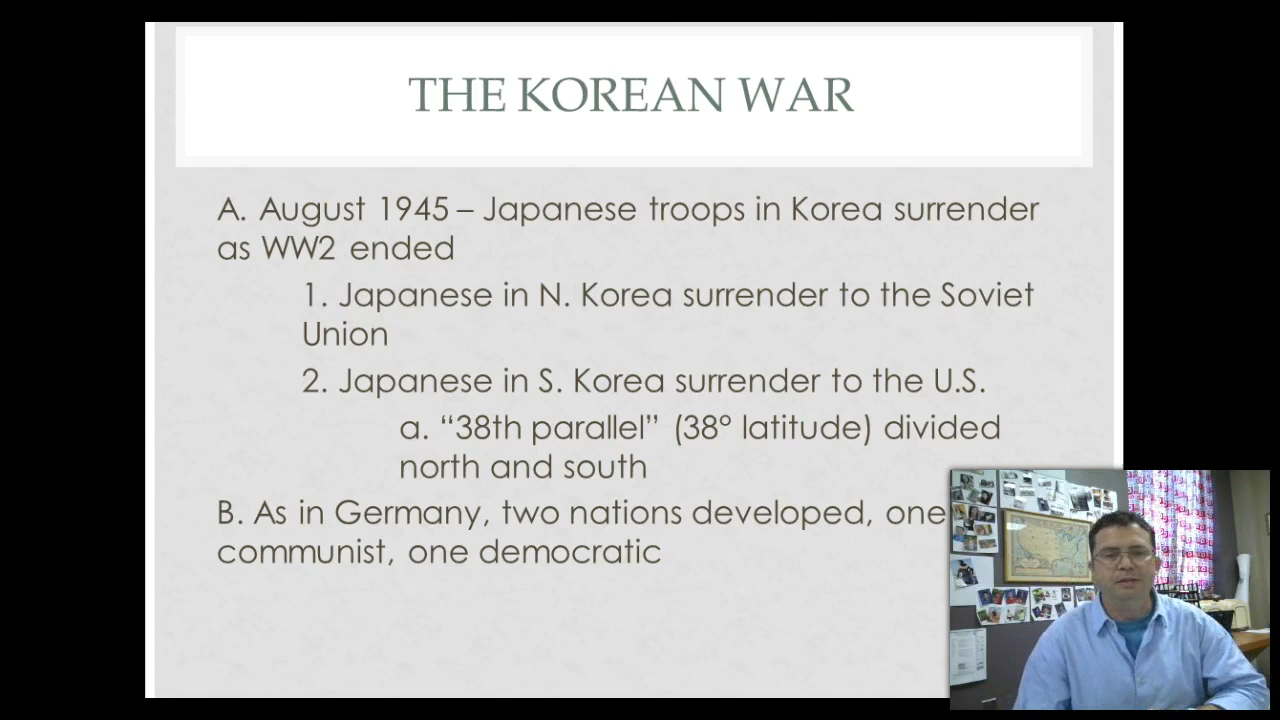 THE KOREAN WAR
A. August 1945 – Japanese troops in Korea surrender
as WW2 ended
1. Japanese in N. Korea surrender to the Soviet
Union
2. Japanese in S. Korea surrender to the U.S.
a. “38th parallel” (38° latitude) divided
north and south
B. As in Germany, two nations developed, one
communist, one democratic